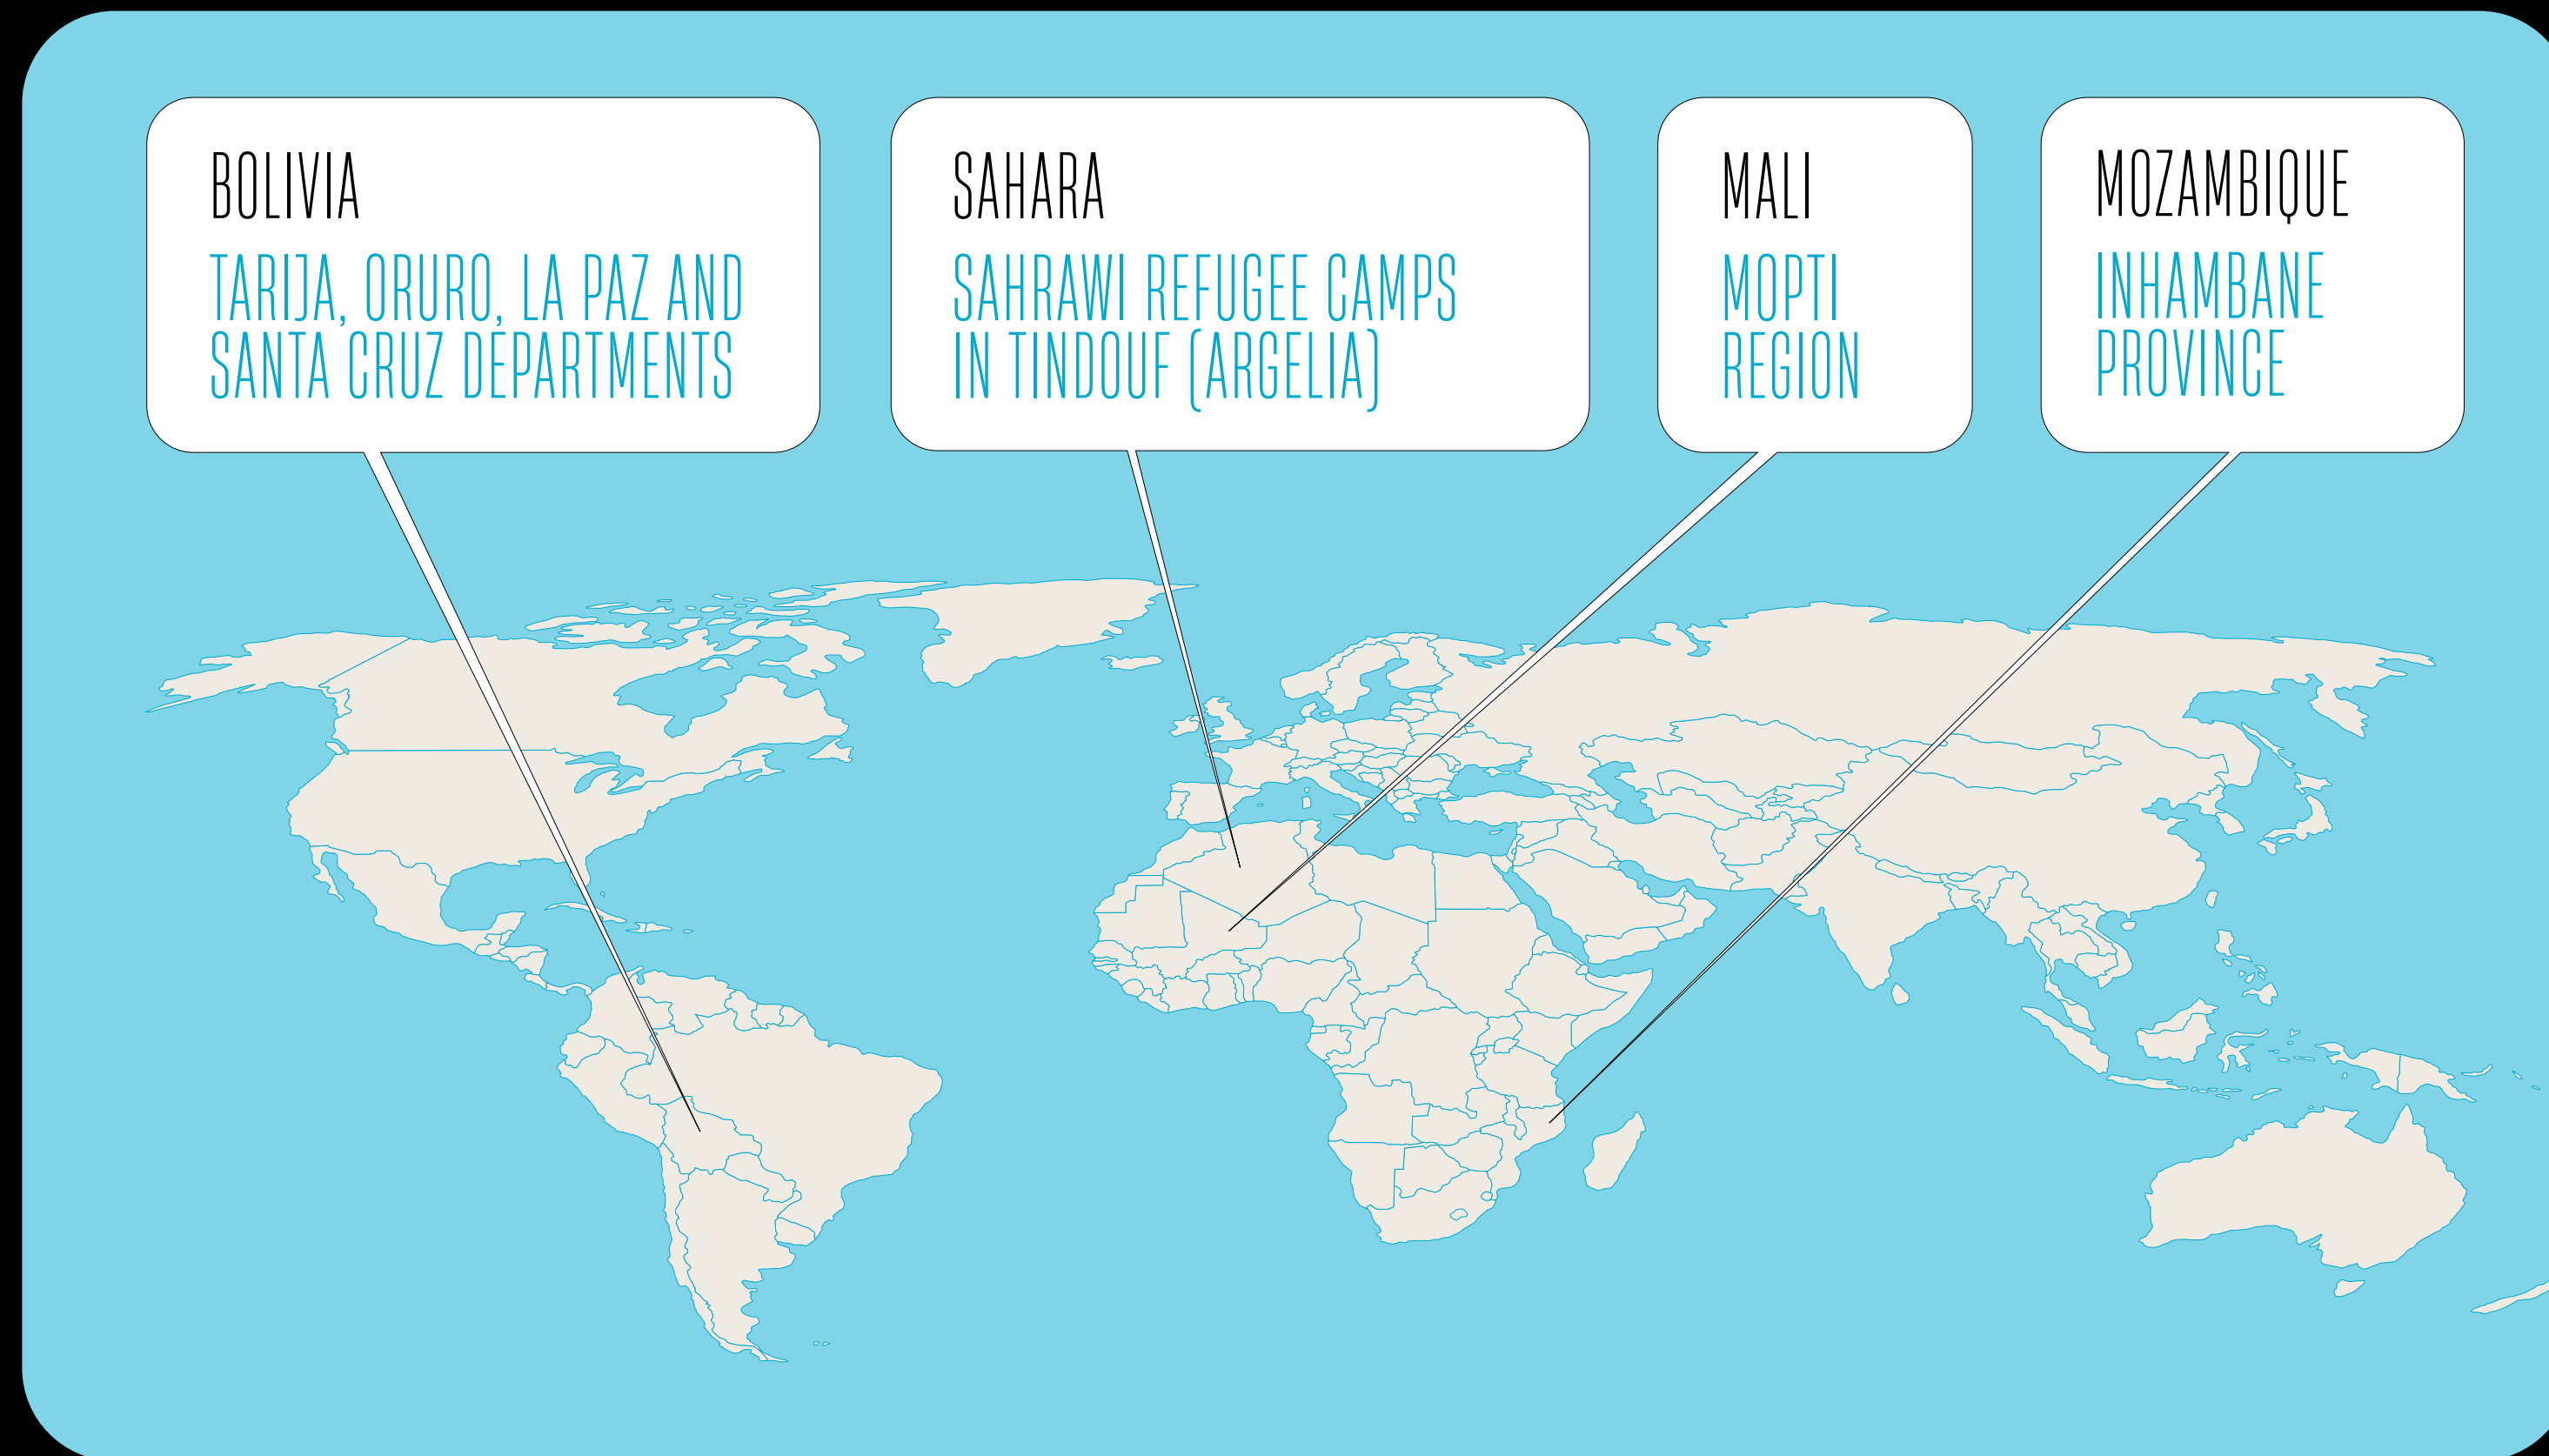 BOLIVIA
TARIJA, ORURO, LA PAZ AND
SANTA CRUZ DEPARTMENTS
SAHARA
SAHRAWI REFUGEE CAMPS
IN TINDOUF (ARGELIA)
MALI
MOPTI
REGION
MOZAMBIQUE
INHAMBANE
PROVINCE